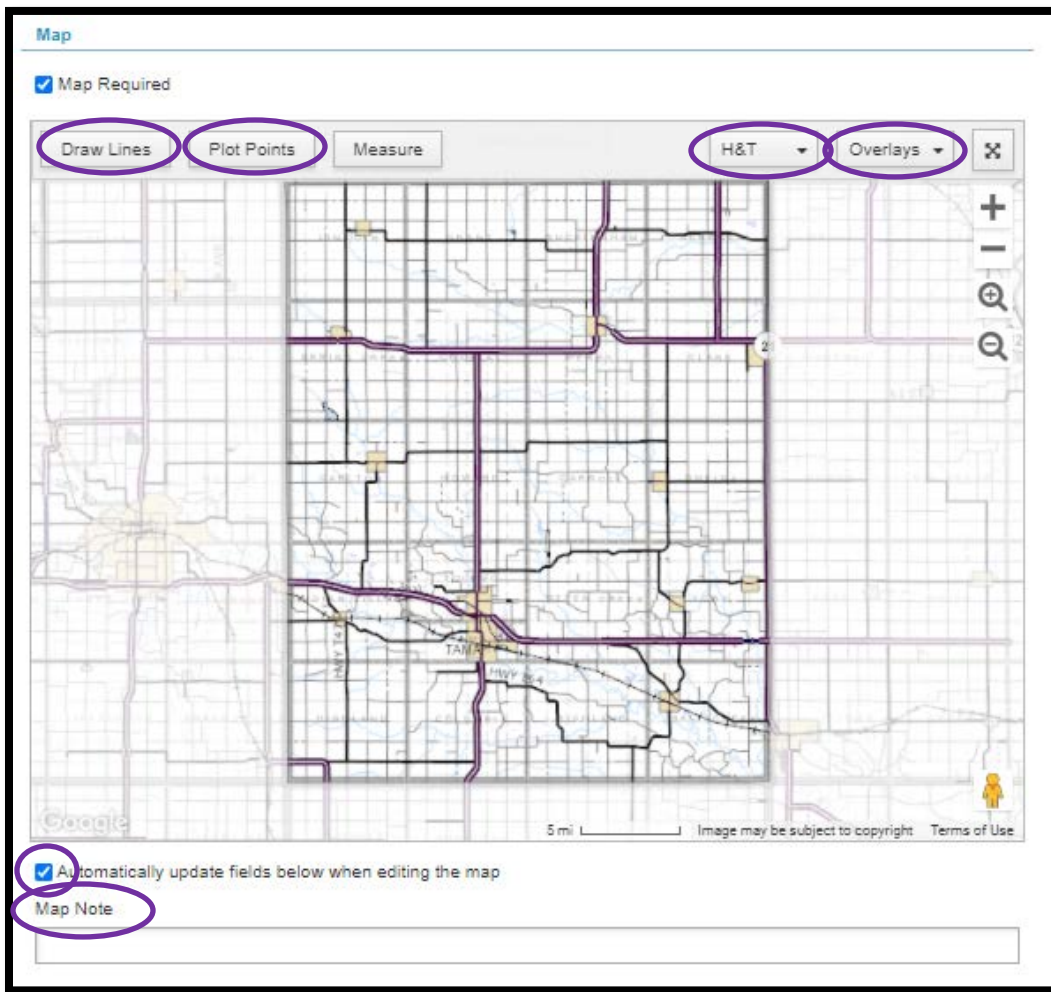 Map
Map Required
Draw Lines
Plot Points
Measure
H&T
Overlays
TAMA
HWY
Google
5 mi
Image may be subject to copyright
Terms of Use
Automatically update fields below when editing the map
Map Note